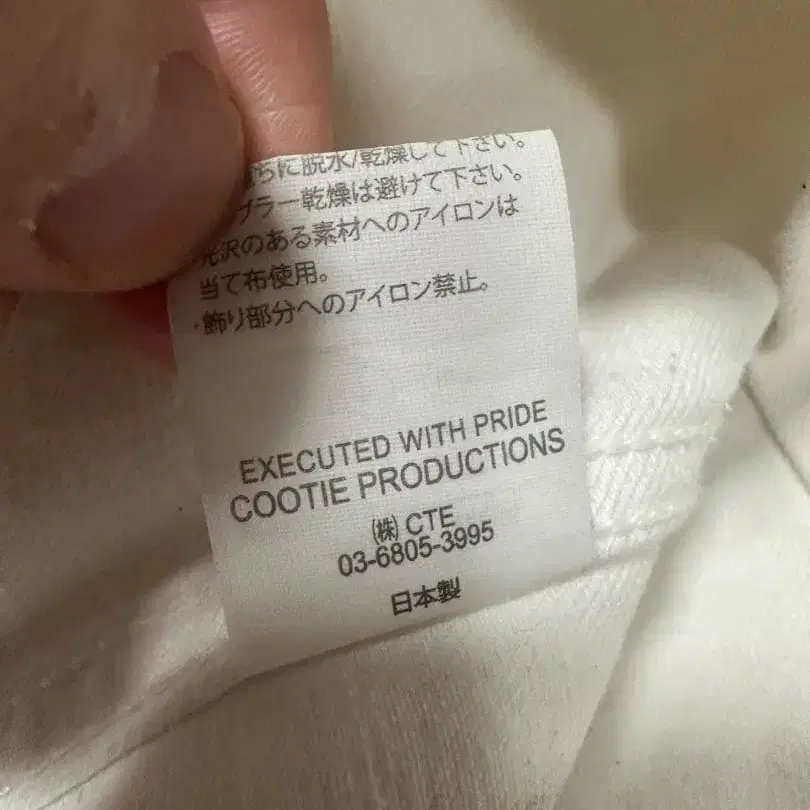 ちに脱水/乾燥して下さい。
ブラー乾燥は避けて下さい。
光沢のある素材へのアイロンは
当て布使用。
・飾り部分へのアイロン禁止。
EXECUTED WITH PRIDE
COOTIE PRODUCTIONS
㈱ CTE
03-6805-3995
日本製